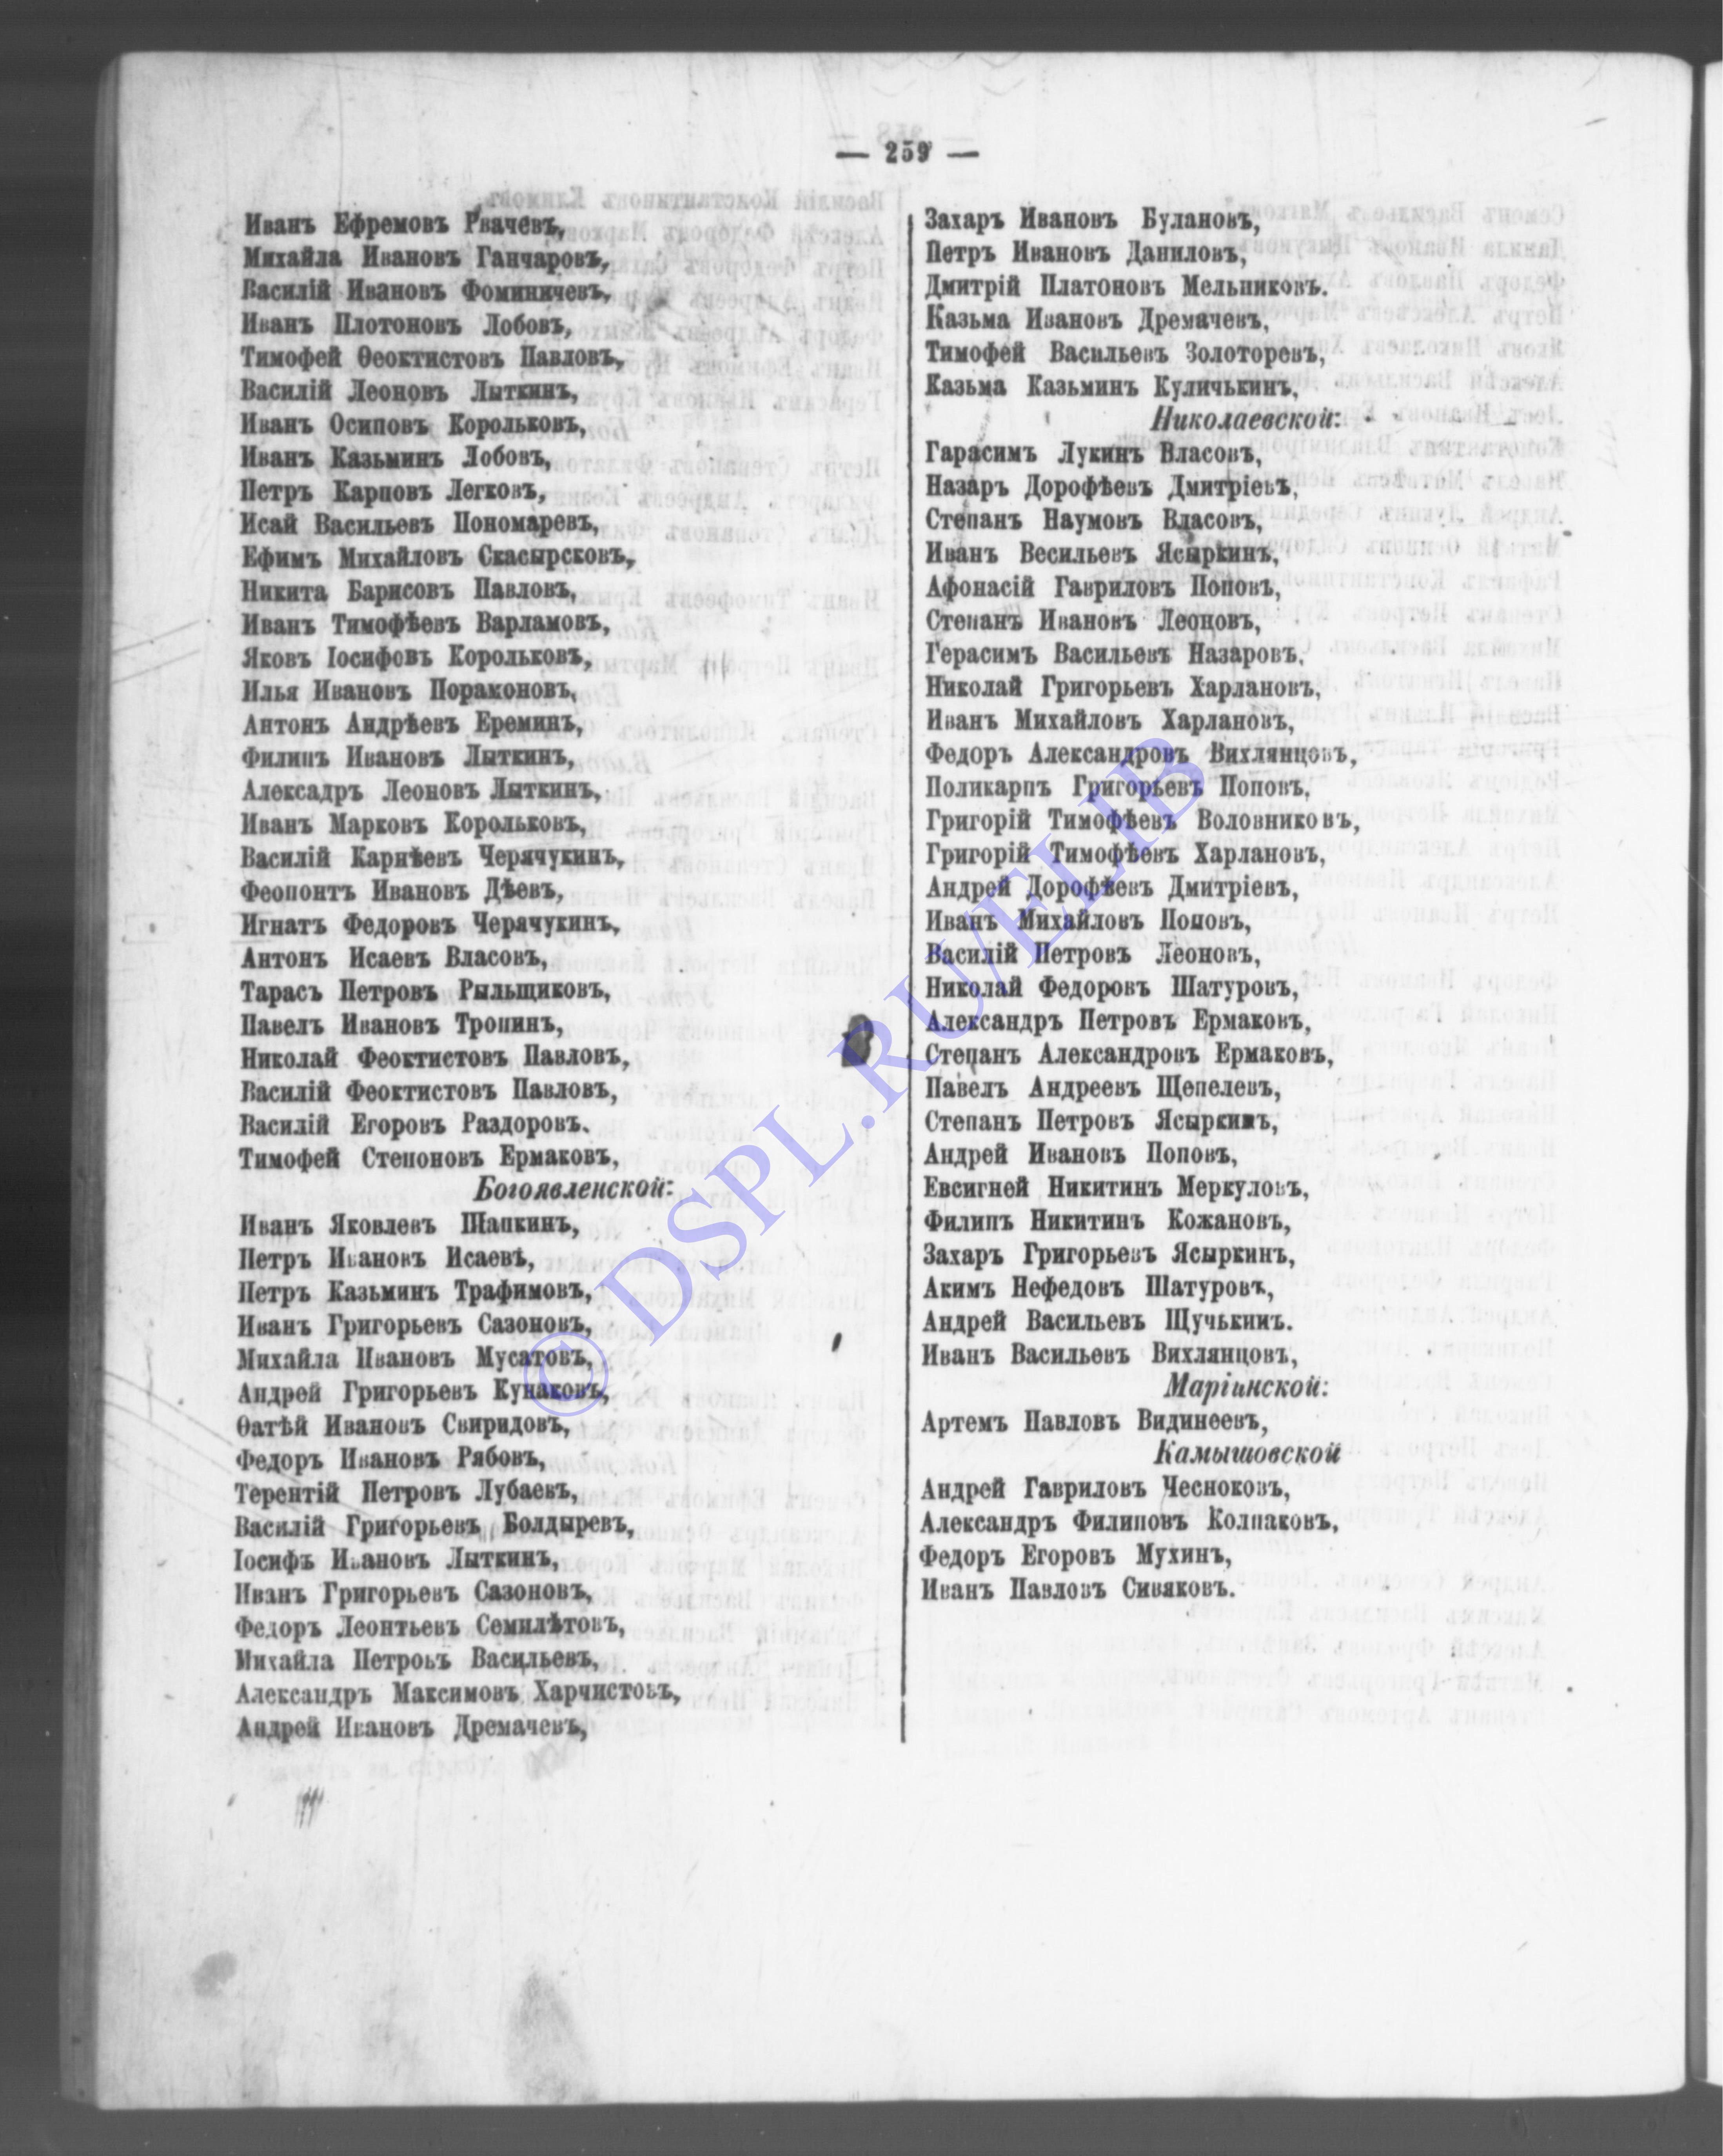 — 259 —
Иванъ Ефремовъ Рвачевъ,
Михайла Ивановъ Ганчаровъ,
Василій Ивановъ Фоминичевъ,
Иванъ Плотоновъ Лобовъ,
Тимофей Ѳеоктистовъ Павловъ,
Василій Леоновъ Лыткинъ,
Иванъ Осиповъ Корольковъ,
Иванъ Казьминъ Лобовъ,
Петръ Карповъ Легковъ,
Исай Васильевъ Пономаревъ,
Ефимъ Михайловъ Скасырсковъ,
Никита Барисовъ Павловъ,
Иванъ Тимофѣевъ Варламовъ,
Яковъ Іосифовъ Корольковъ,
Илья Ивановъ Пораконовъ,
Антонъ Андрѣевъ Ереминъ,
Филипъ Ивановъ Лыткинъ,
Алексадръ Леоновъ Лыткинъ,
Иванъ Марковъ Корольковъ,
Василій Карнѣевъ Черячукинъ,
Феопонтъ Ивановъ Дѣевъ,
Игнатъ Федоровъ Черячукинъ,
Антонъ Исаевъ Власовъ,
Тарасъ Петровъ Рыльщиковъ,
Павелъ Ивановъ Тропинъ,
Николай Феоктистовъ Павловъ,
Василій Феоктистовъ Павловъ,
Василій Егоровъ Раздоровъ.
Тимофей Степоновъ Ермаковъ,
Богоявленской:
Иванъ Яковлевъ Шапкинъ,
Петръ Ивановъ Исаевъ,
Петръ Казьминъ Трафимовъ,
Иванъ Григорьевъ Сазоновъ,
Михайла Ивановъ Мусатовъ,
Андрей Григорьевъ Кунаковъ,
Ѳатѣй Ивановъ Свиридовъ,
Федоръ Ивановъ Рябовъ,
Терентій Петровъ Лубаевъ,
Василій Григорьевъ Болдыревъ,
Іосифъ Ивановъ Лыткинъ,
Иванъ Григорьевъ Сазоновъ,
Федоръ Леонтьевъ Семилѣтовъ,
Михайла Петровъ Васильевъ,
Александръ Максимовъ Харчистовъ,
Андрей Ивановъ Дремачевъ,
Захаръ Ивановъ Булановъ,
Петръ Ивановъ Даниловъ,
Дмитрій Платоновъ Мельниковъ.
Казьма Ивановъ Дремачевъ,
Тимофей Васильевъ Золоторевъ,
Казьма Казьминъ Куличькинъ,
Николаевской:
Гарасимъ Лукинъ Власовъ,
Назаръ Дорофѣевъ Дмитріевъ,
Степанъ Наумовъ Власовъ,
Иванъ Весильевъ Ясыркинъ,
Афонасій Гавриловъ Поповъ,
Степанъ Ивановъ Леоновъ,
Герасимъ Васильевъ Назаровъ,
Николай Григорьевъ Харлановъ,
Иванъ Михайловъ Харлановъ,
Федоръ Александровъ Вихлянцовъ,
Поликарпъ Григорьевъ Поповъ,
Григорій Тимофѣевъ Воловниковъ,
Григорій Тимофѣевъ Харлановъ,
Андрей Дорофѣевъ Дмитріевъ,
Иванъ Михайловъ Поповъ,
Василій Петровъ Леоновъ,
Николай Федоровъ Шатуровъ,
Александръ Петровъ Ермаковъ,
Степанъ Александровъ Ермаковъ,
Павелъ Андреевъ Щепелевъ,
Степанъ Петровъ Ясыркинъ,
Андрей Ивановъ Поповъ,
Евсигней Никитинъ Меркуловъ,
Филипъ Никитинъ Кожановъ,
Захаръ Григорьевъ Ясыркинъ,
Акимъ Нефедовъ Шатуровъ,
Андрей Васильевъ Щучькинъ.
Иванъ Васильевъ Вихлянцовъ,
Маріинской:
Артемъ Павловъ Видинеевъ,
Камышовской
Андрей Гавриловъ Чесноковъ,
Александръ Филиповъ Колпаковъ,
Федоръ Егоровъ Мухинъ,
Иванъ Павловъ Сиваковъ.
© DSPL.RU/ELIB